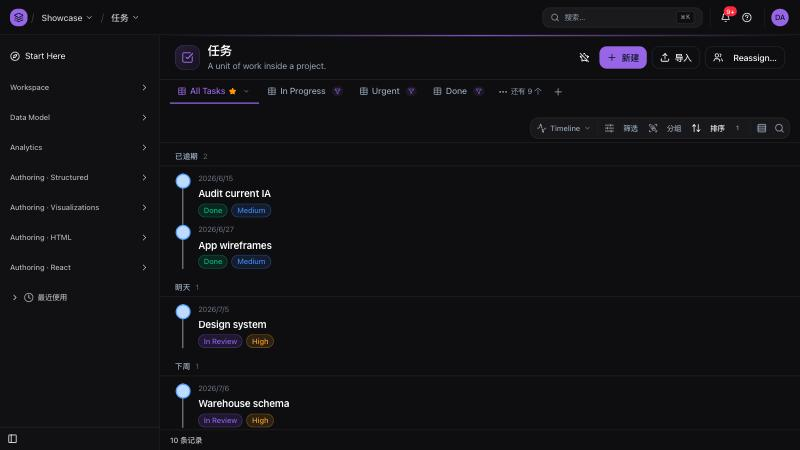 Showcase / 任务
搜索... ⌘K
9+
DA
Start Here
Workspace
Data Model
Analytics
Authoring · Structured
Authoring · Visualizations
Authoring · HTML
Authoring · React
最近使用
任务
A unit of work inside a project.
新建
导入
Reassign...
All Tasks
In Progress
Urgent
Done
还有 9 个
Timeline
筛选
分组
排序 1
已逾期 2
2026/6/15
Audit current IA
Done Medium
2026/6/27
App wireframes
Done Medium
明天 1
2026/7/5
Design system
In Review High
下周 1
2026/7/6
Warehouse schema
In Review High
10 条记录